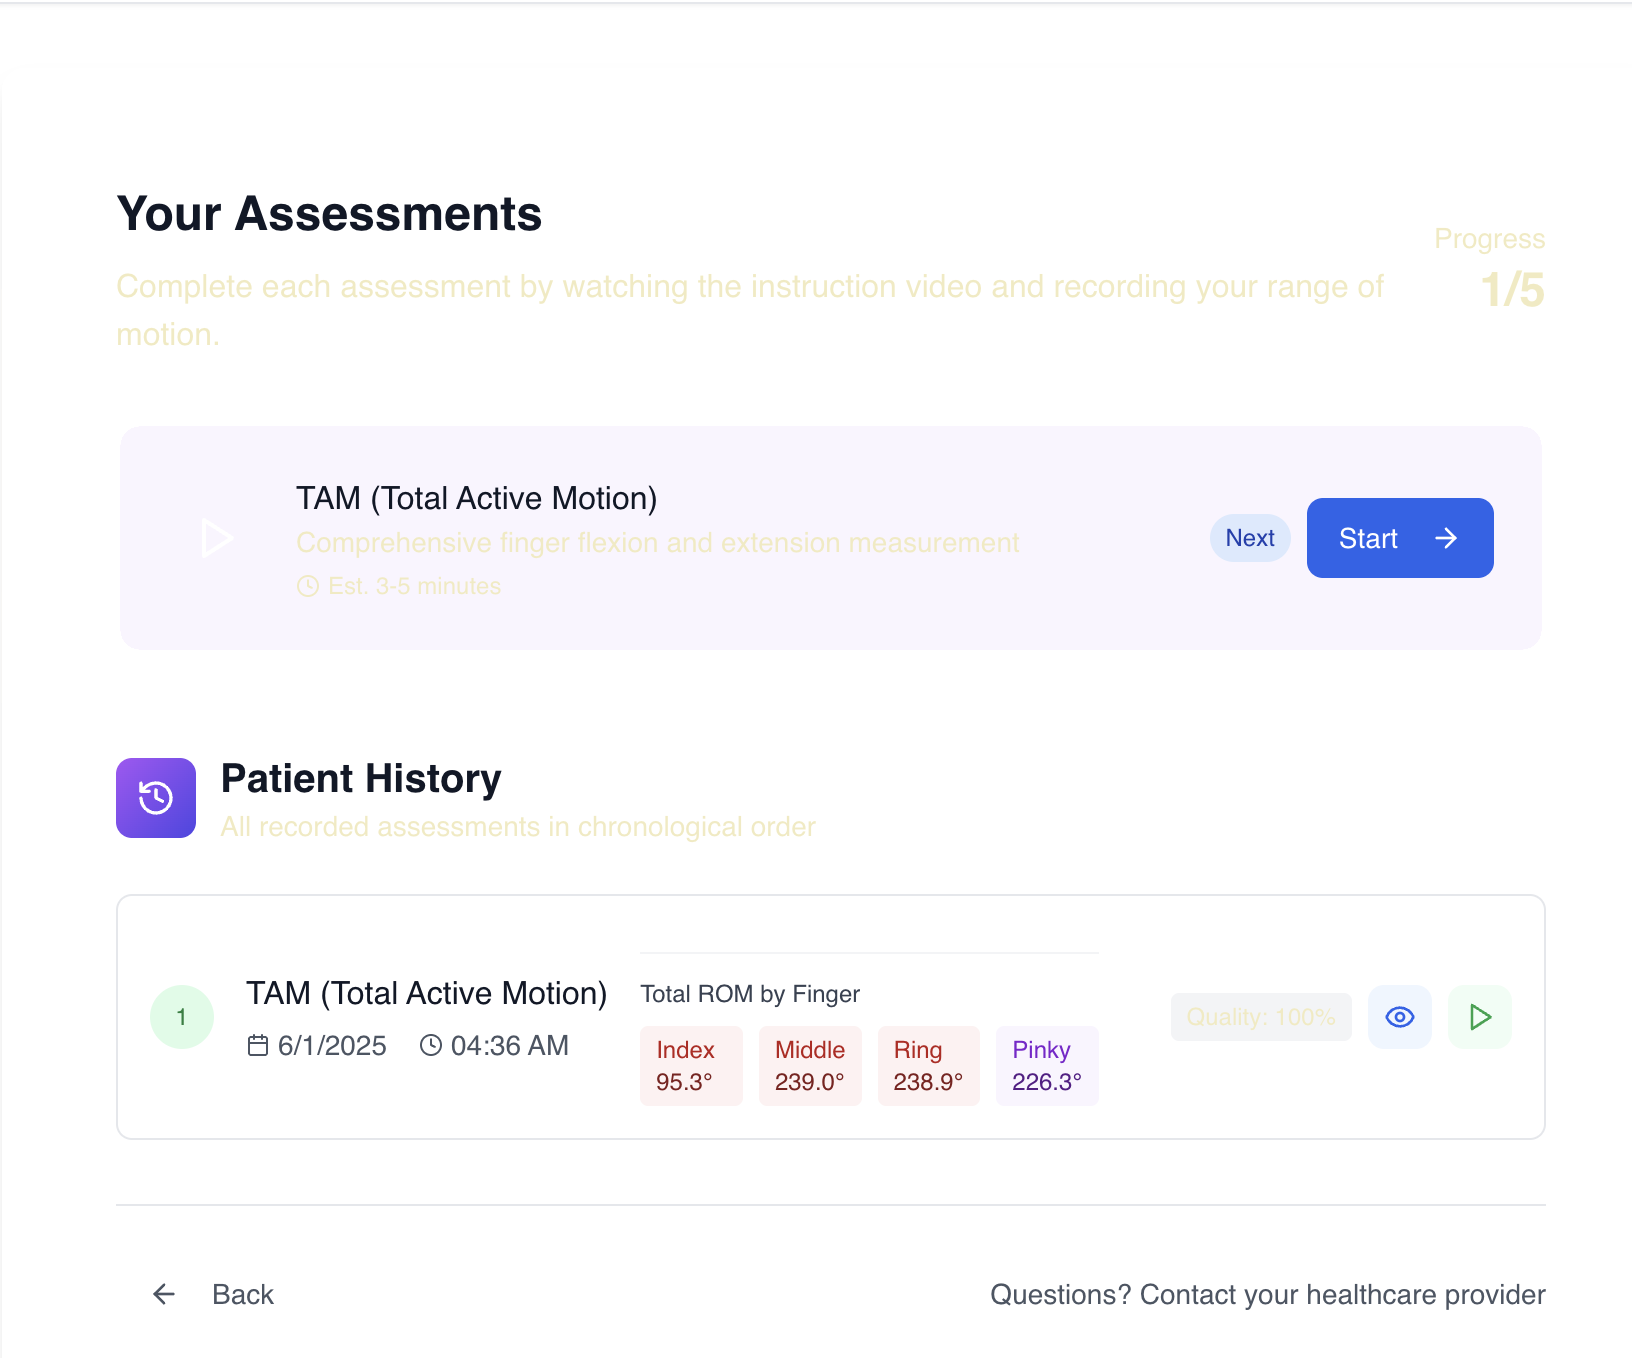 Your Assessments
Progress
1/5
Complete each assessment by watching the instruction video and recording your range of
motion.
TAM (Total Active Motion)
Comprehensive finger flexion and extension measurement
Est. 3-5 minutes
Next
Start
Patient History
All recorded assessments in chronological order
1
TAM (Total Active Motion)
6/1/2025 04:36 AM
Total ROM by Finger
Index Middle Ring Pinky
95.3° 239.0° 238.9° 226.3°
Quality: 100%
Back
Questions? Contact your healthcare provider